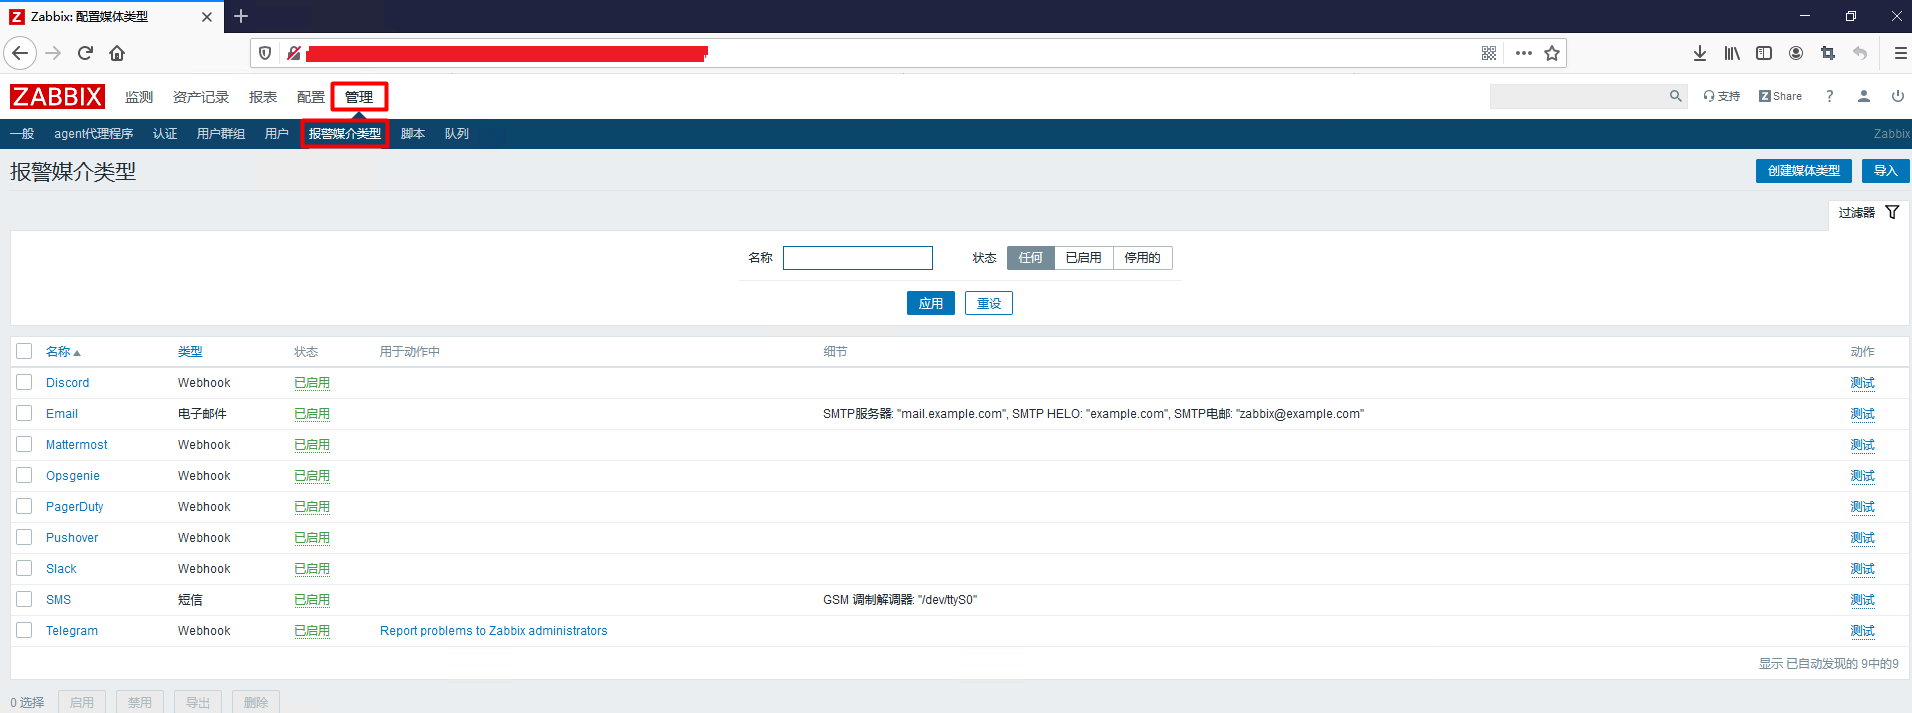 Zabbix: 配置媒体类型
ZABBIX 监测 资产记录 报表 配置 管理 支持 Z Share ?
一般 agent代理程序 认证 用户群组 用户 报警媒介类型 脚本 队列 Zabbix
报警媒介类型 创建媒体类型 导入
过滤器
名称 状态 任何 已启用 停用的
应用 重设
名称 类型 状态 用于动作中 细节 动作
Discord Webhook 已启用 测试
Email 电子邮件 已启用 SMTP服务器: "mail.example.com", SMTP HELO: "example.com", SMTP电邮: "zabbix@example.com" 测试
Mattermost Webhook 已启用 测试
Opsgenie Webhook 已启用 测试
PagerDuty Webhook 已启用 测试
Pushover Webhook 已启用 测试
Slack Webhook 已启用 测试
SMS 短信 已启用 GSM 调制解调器: "/dev/ttyS0" 测试
Telegram Webhook 已启用 Report problems to Zabbix administrators 测试
显示 已自动发现的 9中的9
0 选择 启用 禁用 导出 删除